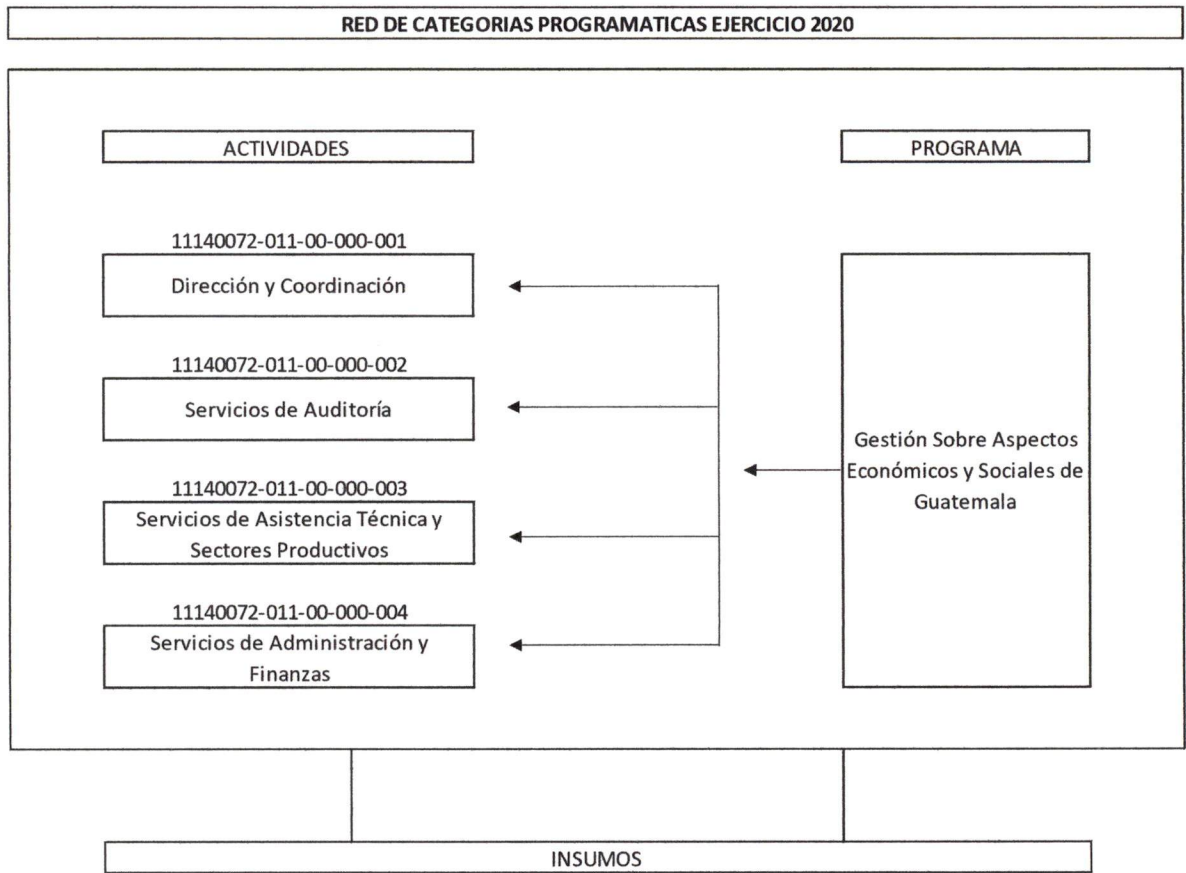 RED DE CATEGORIAS PROGRAMATICAS EJERCICIO 2020
ACTIVIDADES
PROGRAMA
11140072-011-00-000-001
Dirección y Coordinación
11140072-011-00-000-002
Servicios de Auditoría
11140072-011-00-000-003
Servicios de Asistencia Técnica y
Sectores Productivos
11140072-011-00-000-004
Servicios de Administración y
Finanzas
Gestión Sobre Aspectos
Económicos y Sociales de
Guatemala
INSUMOS